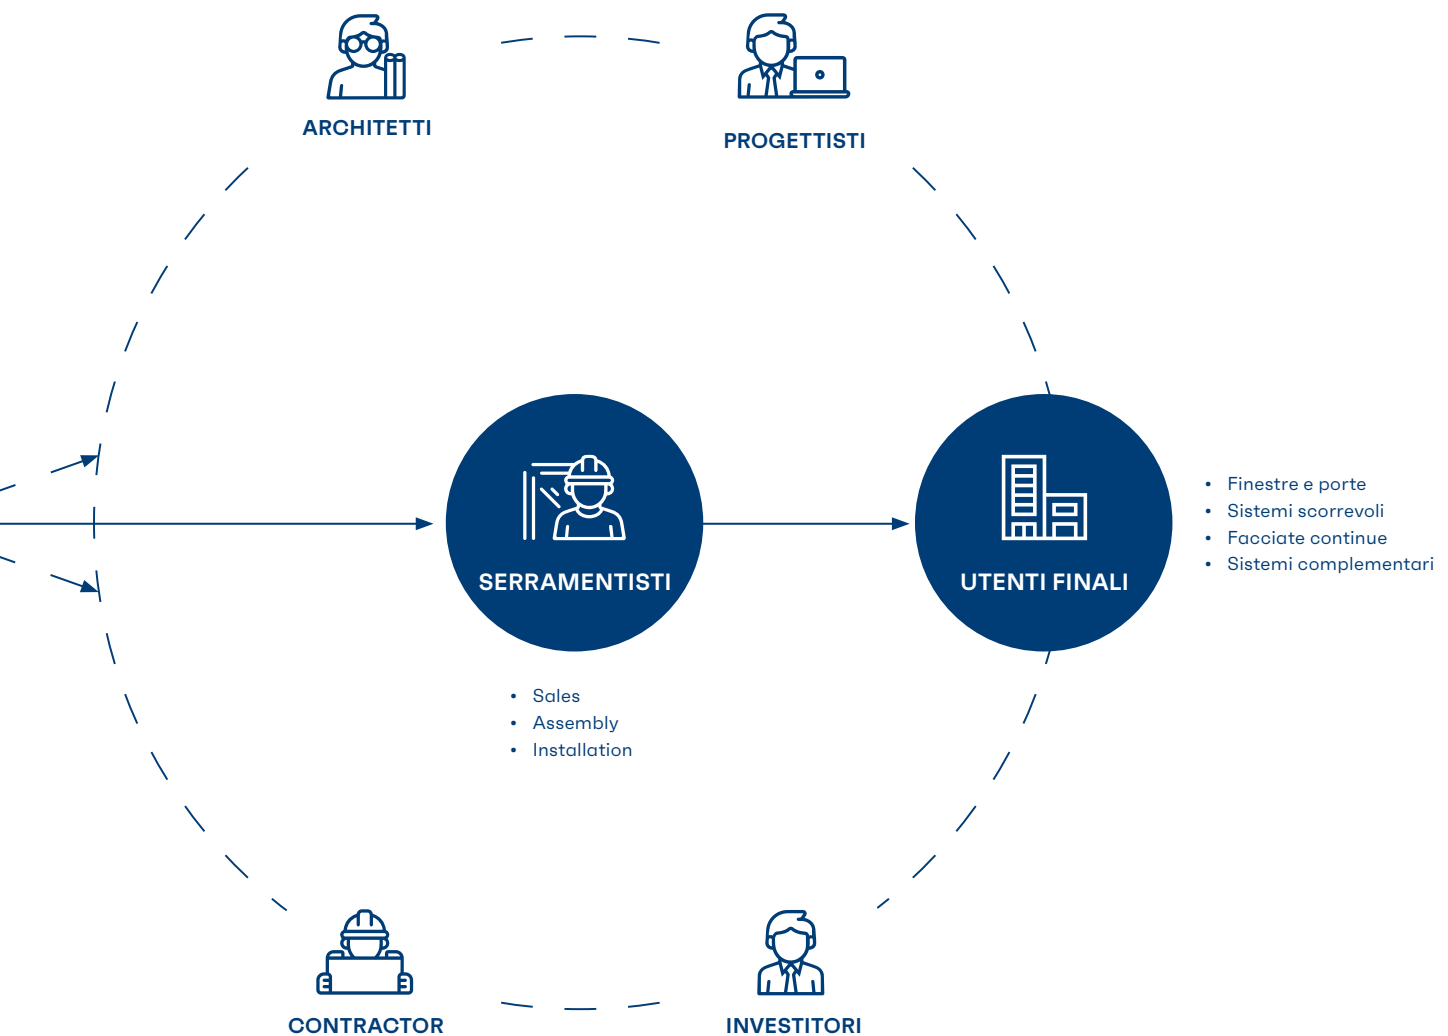 ARCHITETTI
PROGETTISTI
SERRAMENTISTI
• Sales
• Assembly
• Installation
UTENTI FINALI
• Finestre e porte
• Sistemi scorrevoli
• Facciate continue
• Sistemi complementari
CONTRACTOR
INVESTITORI